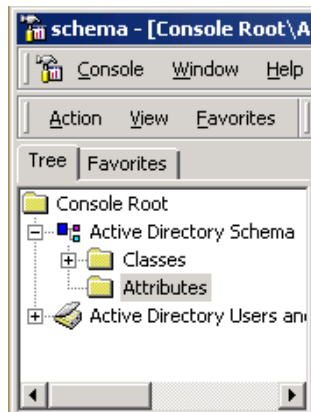 schema - [Console Root\A
Console Window Help
Action View Favorites
Tree Favorites
Console Root
Active Directory Schema
Classes
Attributes
Active Directory Users an